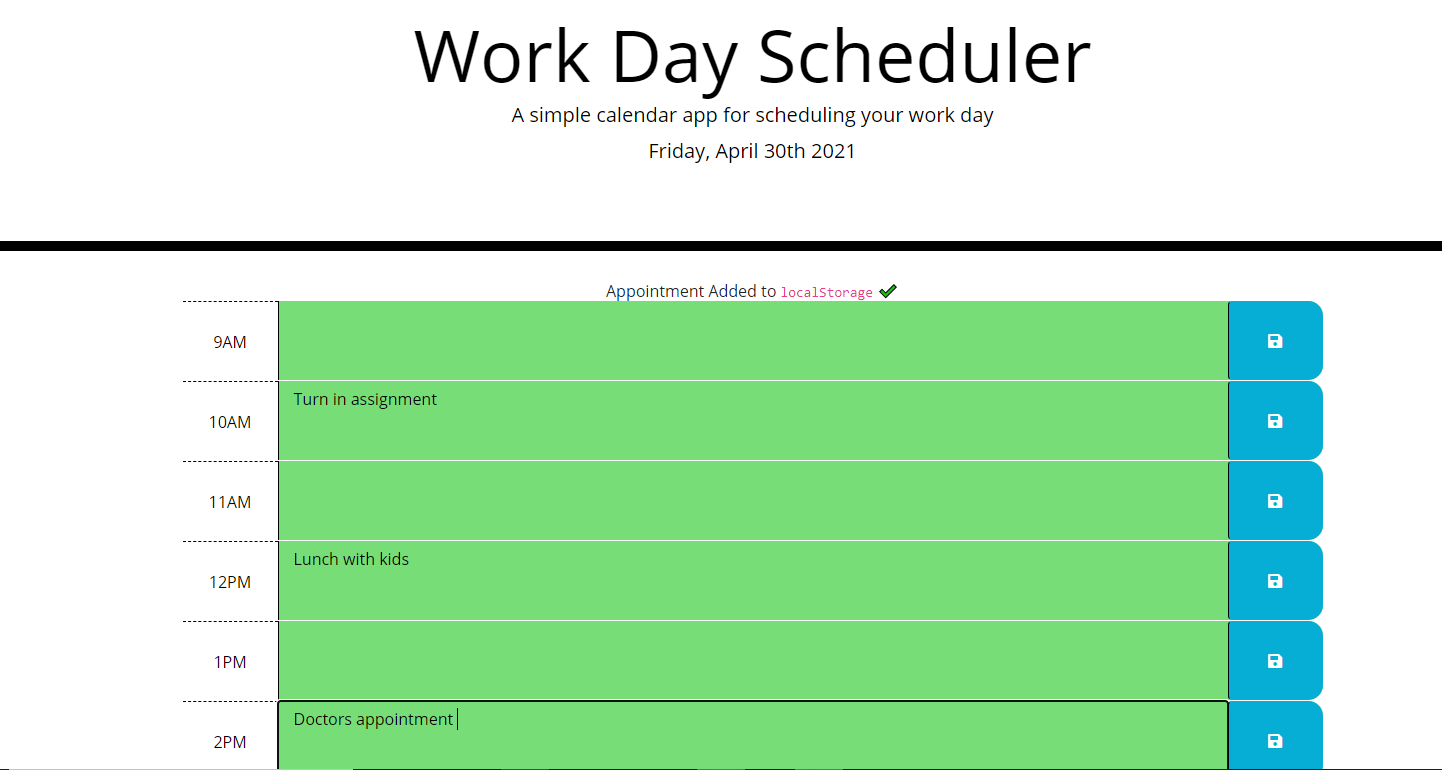 Work Day Scheduler
A simple calendar app for scheduling your work day
Friday, April 30th 2021
Appointment Added to localStorage ✔
9AM
10AM Turn in assignment
11AM
12PM Lunch with kids
1PM
2PM Doctors appointment